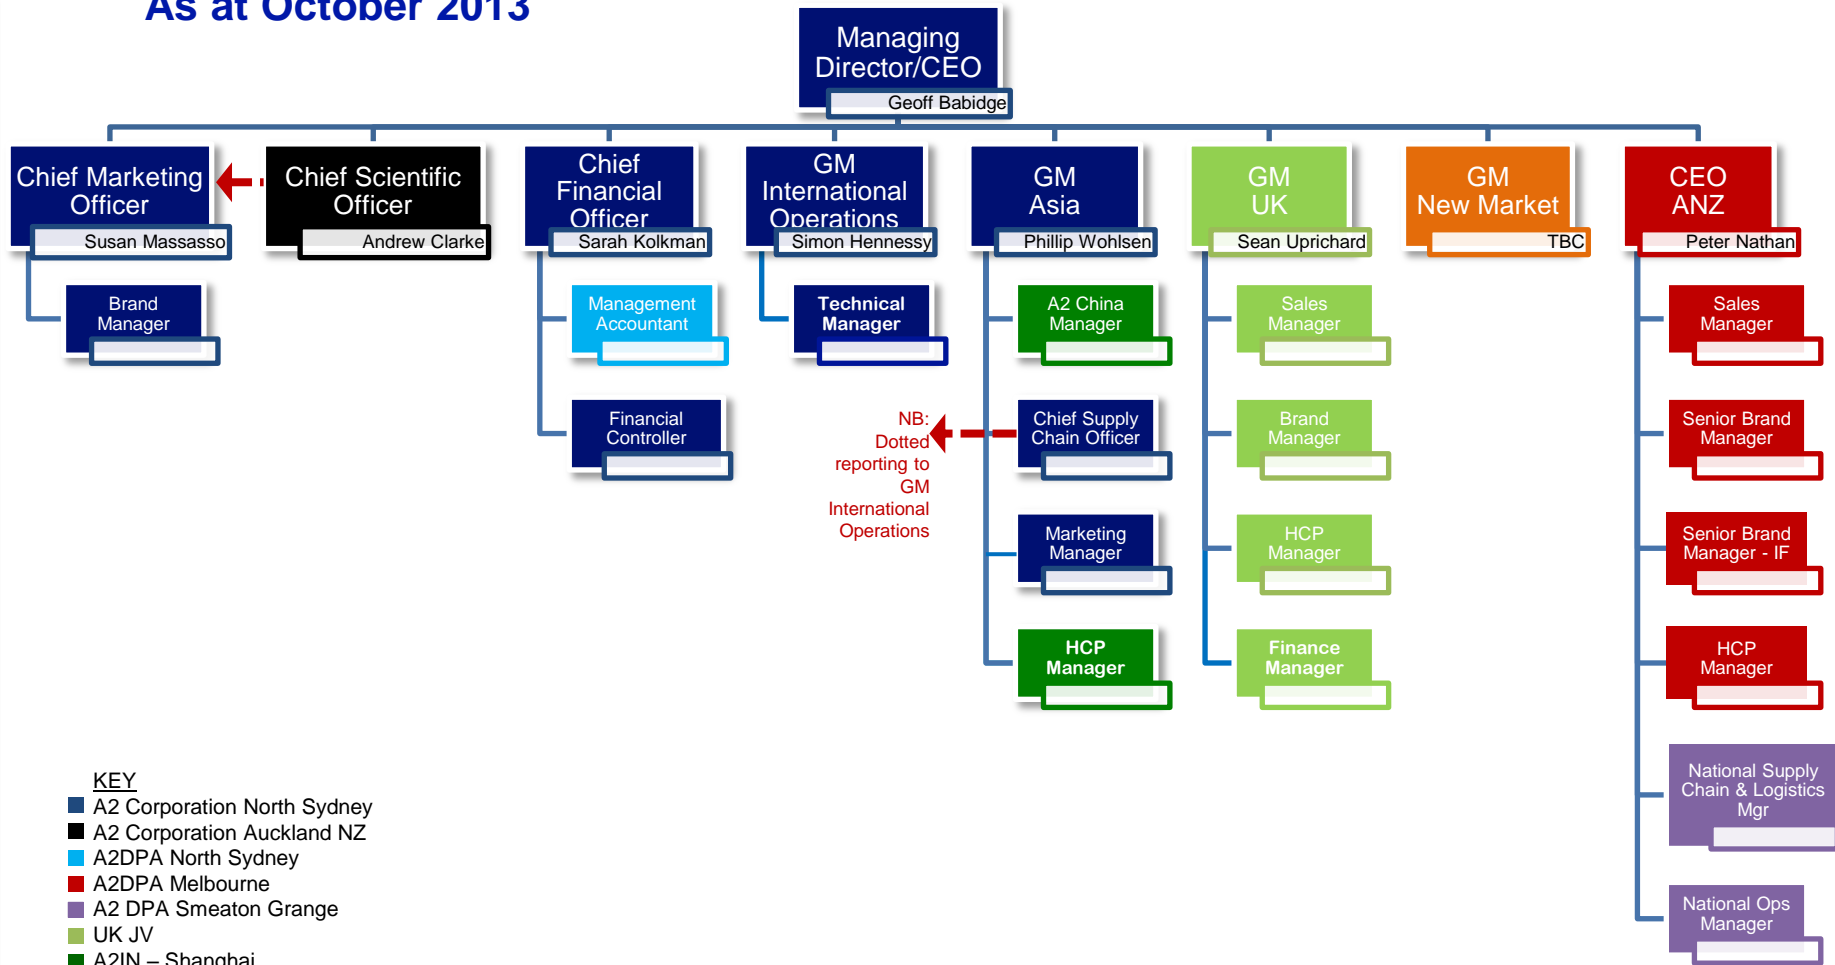 As at October 2013
Managing
Director/CEO
Geoff Babidge
Chief Marketing
Officer
Susan Massasso
Chief Scientific
Officer
Andrew Clarke
Chief
Financial
Officer
Sarah Kolkman
GM
International
Operations
Simon Hennessy
GM
Asia
Phillip Wohlsen
GM
UK
Sean Uprichard
GM
New Market
TBC
CEO
ANZ
Peter Nathan
Brand
Manager
Management
Accountant
Financial
Controller
Technical
Manager
A2 China
Manager
Chief Supply
Chain Officer
Marketing
Manager
HCP
Manager
NB:
Dotted
reporting to
GM
International
Operations
Sales
Manager
Brand
Manager
HCP
Manager
Finance
Manager
Sales
Manager
Senior Brand
Manager
Senior Brand
Manager - IF
HCP
Manager
National Supply
Chain & Logistics
Mgr
National Ops
Manager
KEY
A2 Corporation North Sydney
A2 Corporation Auckland NZ
A2DPA North Sydney
A2DPA Melbourne
A2 DPA Smeaton Grange
UK JV
A2IN – Shanghai